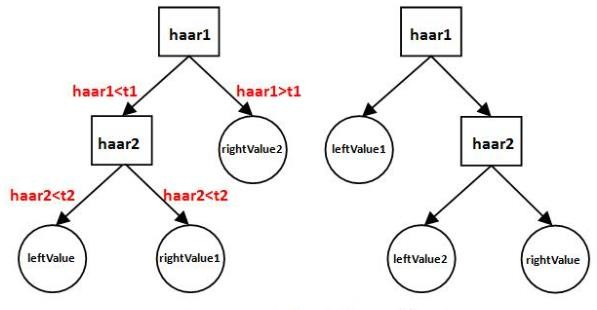 haar1
haar1
haar1<t1
haar1>t1
haar2
rightValue2
leftValue1
haar2
haar2<t2
haar2<t2
leftValue
rightValue1
leftValue2
rightValue